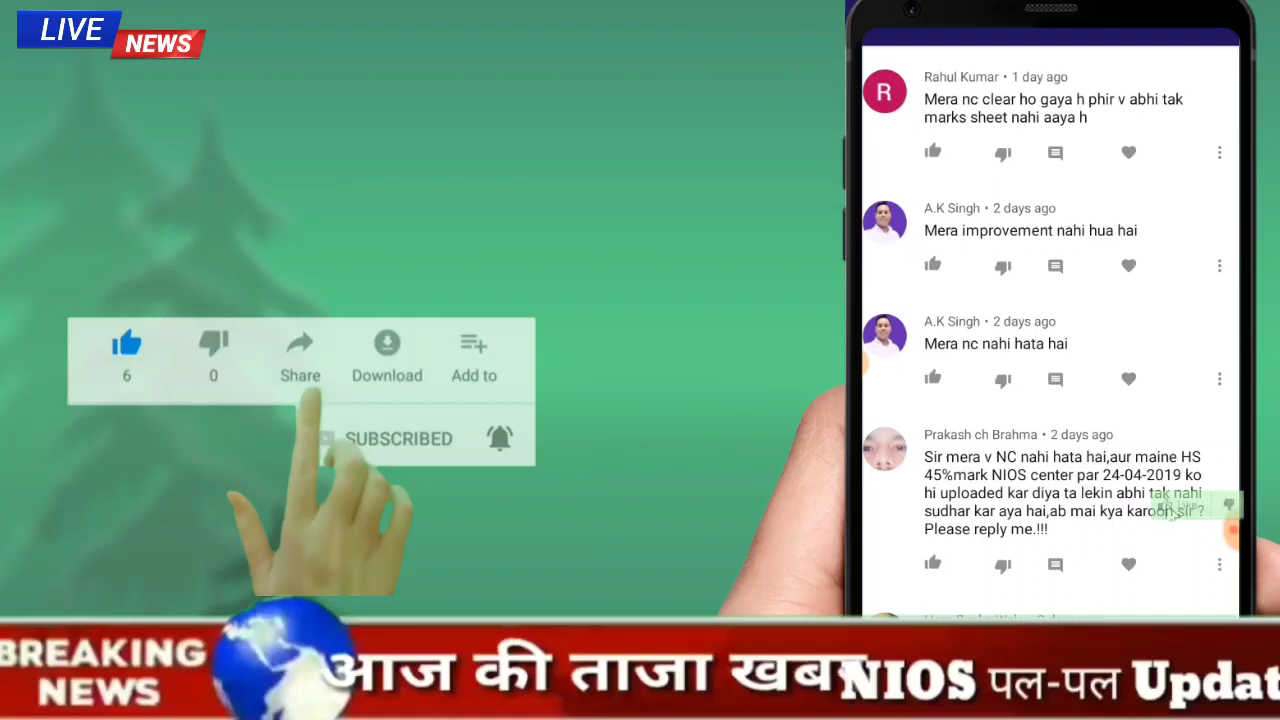 LIVE
NEWS
Rahul Kumar • 1 day ago
Mera nc clear ho gaya h phir v abhi tak
marks sheet nahi aaya h
A.K Singh • 2 days ago
Mera improvement nahi hua hai
A.K Singh • 2 days ago
Mera nc nahi hata hai
Prakash ch Brahma • 2 days ago
Sir mera v NC nahi hata hai,aur maine HS
45%mark NIOS center par 24-04-2019 ko
hi uploaded kar diya ta lekin abhi tak nahi
sudhar kar aya hai,ab mai kya karoon sir ?
Please reply me.!!!
6 0 Share Download Add to
SUBSCRIBED
BREAKING
NEWS
आज की ताजा खबर NIOS पल-पल Updat